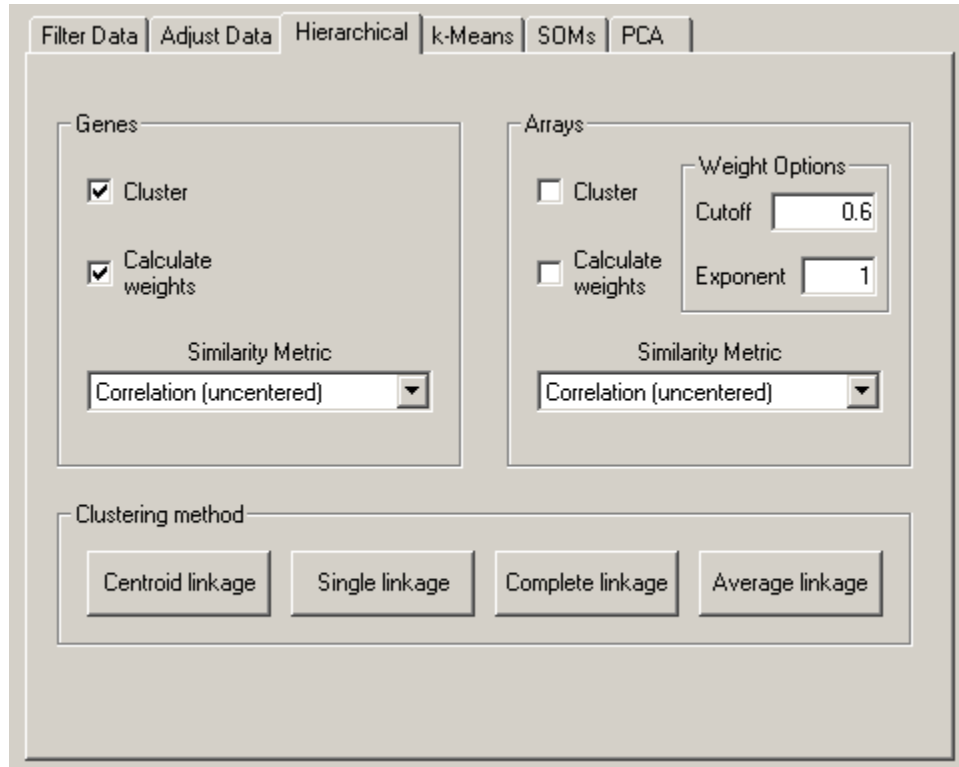 Filter Data Adjust Data Hierarchical k-Means SOMs PCA
Genes
Cluster
Calculate
weights
Similarity Metric
Correlation (uncentered)
Arrays
Cluster
Calculate
weights
Weight Options
Cutoff 0.6
Exponent 1
Similarity Metric
Correlation (uncentered)
Clustering method
Centroid linkage Single linkage Complete linkage Average linkage